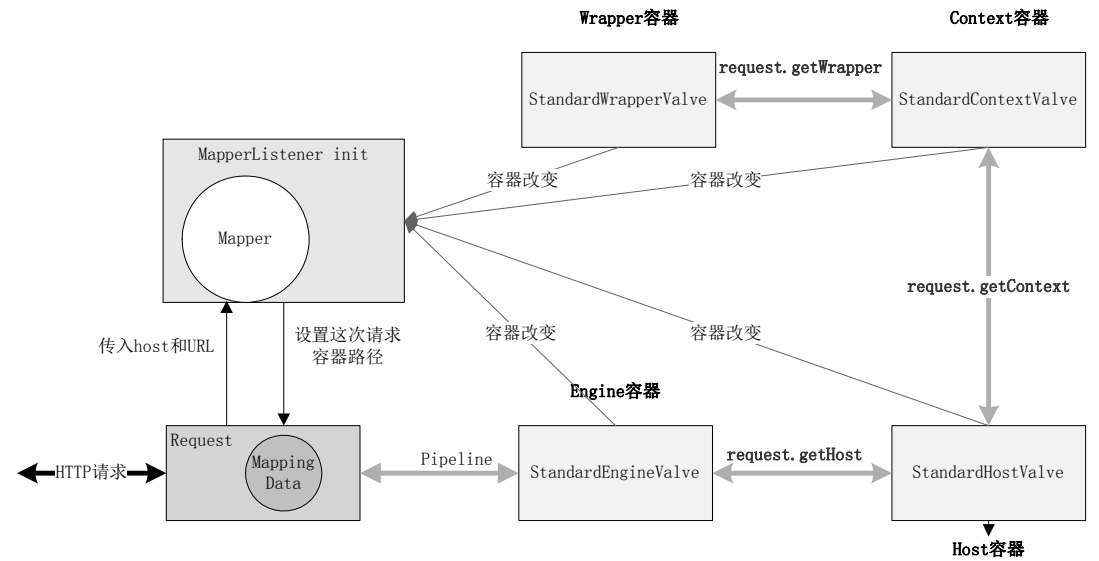 Wrapper容器
Context容器
StandardWrapperValve
request.getWrapper
StandardContextValve
MapperListener init
容器改变
容器改变
Mapper
request.getContext
传入host和URL
设置这次请求
容器路径
容器改变
容器改变
Engine容器
Request
HTTP请求
Mapping
Data
Pipeline
StandardEngineValve
request.getHost
StandardHostValve
Host容器